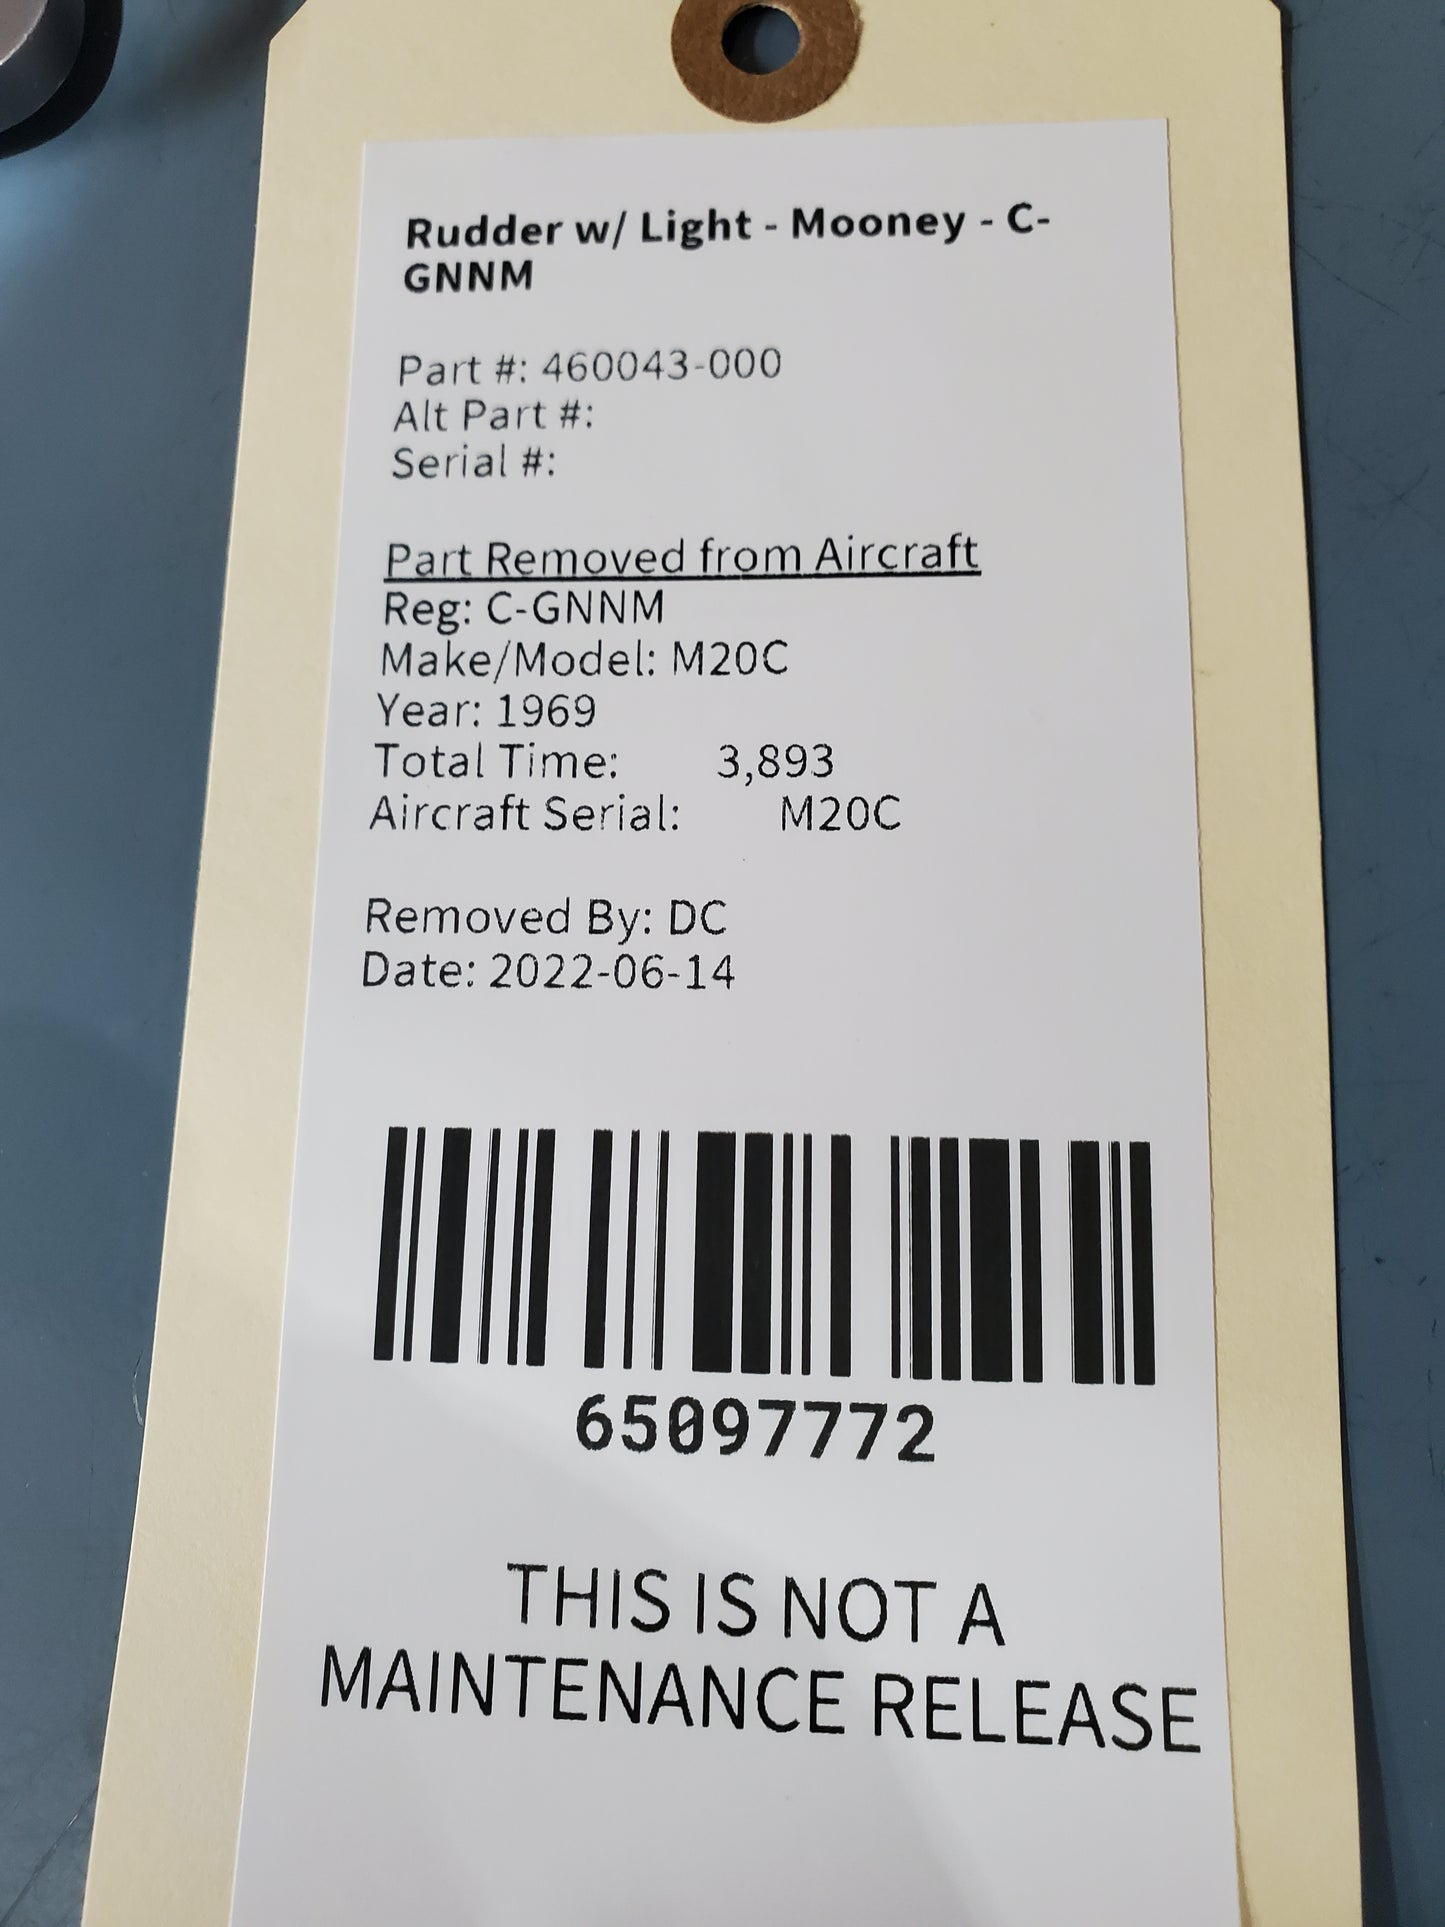 Rudder w/ Light - Mooney - C-
GNNM
Part #: 460043-000
Alt Part #:
Serial #:
Part Removed from Aircraft
Reg: C-GNNM
Make/Model: M20C
Year: 1969
Total Time: 3,893
Aircraft Serial: M20C
Removed By: DC
Date: 2022-06-14
65097772
THIS IS NOT A
MAINTENANCE RELEASE